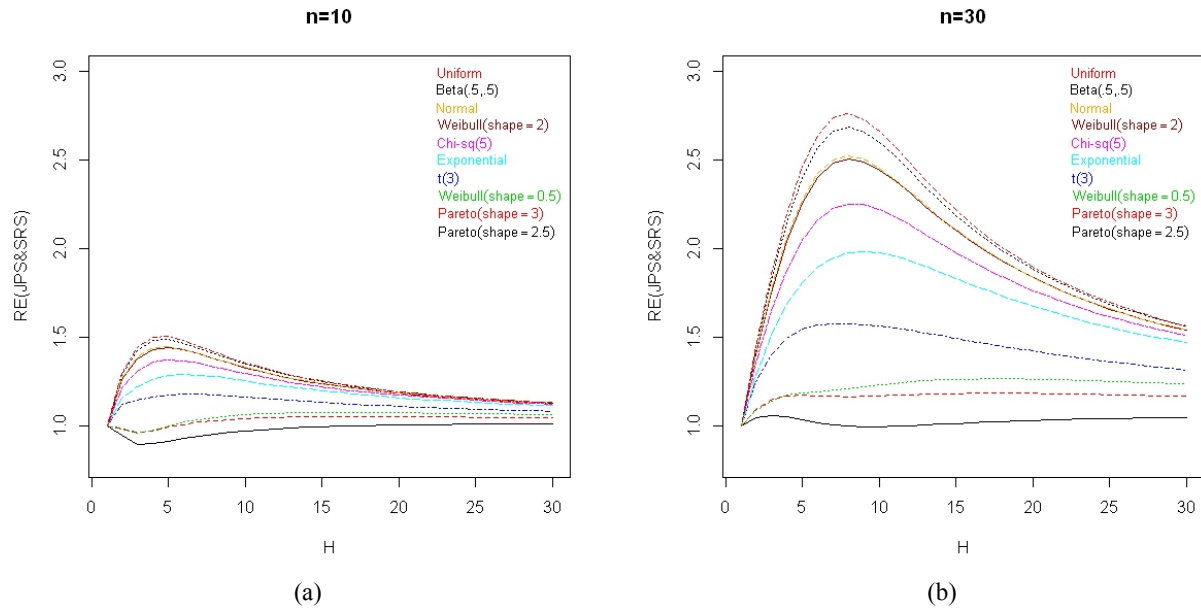 n=10
3.0
2.5
2.0
1.5
1.0
RE(JPS&SRS)
Uniform
Beta(.5,.5)
Normal
Weibull(shape = 2)
Chi-sq(5)
Exponential
t(3)
Weibull(shape = 0.5)
Pareto(shape = 3)
Pareto(shape = 2.5)
0 5 10 15 20 25 30
H
(a)
n=30
3.0
2.5
2.0
1.5
1.0
RE(JPS&SRS)
Uniform
Beta(.5,.5)
Normal
Weibull(shape = 2)
Chi-sq(5)
Exponential
t(3)
Weibull(shape = 0.5)
Pareto(shape = 3)
Pareto(shape = 2.5)
0 5 10 15 20 25 30
H
(b)